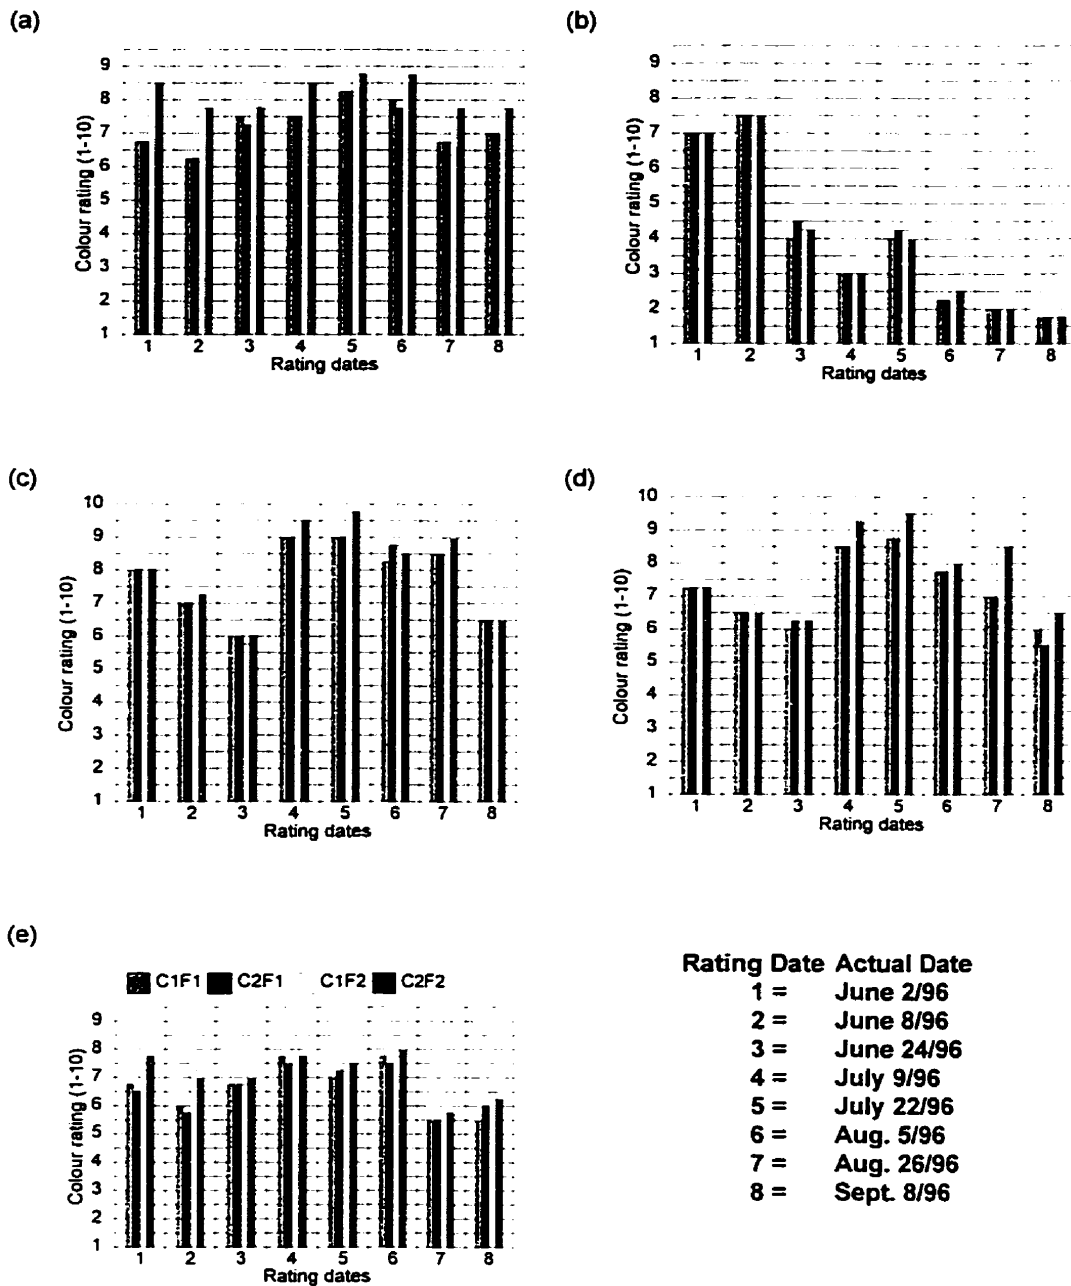 (a)
Colour rating (1-10)
9
8
7
6
5
4
3
2
1
1 2 3 4 5 6 7 8
Rating dates
(b)
Colour rating (1-10)
9
8
7
6
5
4
3
2
1
1 2 3 4 5 6 7 8
Rating dates
(c)
Colour rating (1-10)
10
9
8
7
6
5
4
3
2
1
1 2 3 4 5 6 7 8
Rating dates
(d)
Colour rating (1-10)
10
9
8
7
6
5
4
3
2
1
1 2 3 4 5 6 7 8
Rating dates
(e)
C1F1 C2F1 C1F2 C2F2
Colour rating (1-10)
9
8
7
6
5
4
3
2
1
1 2 3 4 5 6 7 8
Rating dates
Rating Date Actual Date
1 = June 2/96
2 = June 8/96
3 = June 24/96
4 = July 9/96
5 = July 22/96
6 = Aug. 5/96
7 = Aug. 26/96
8 = Sept. 8/96